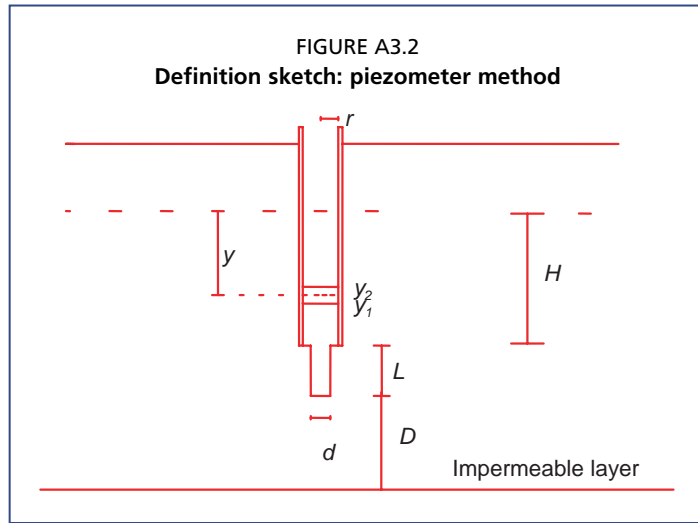 FIGURE A3.2
Definition sketch: piezometer method
r
y
H
y2
y1
L
D
d
Impermeable layer